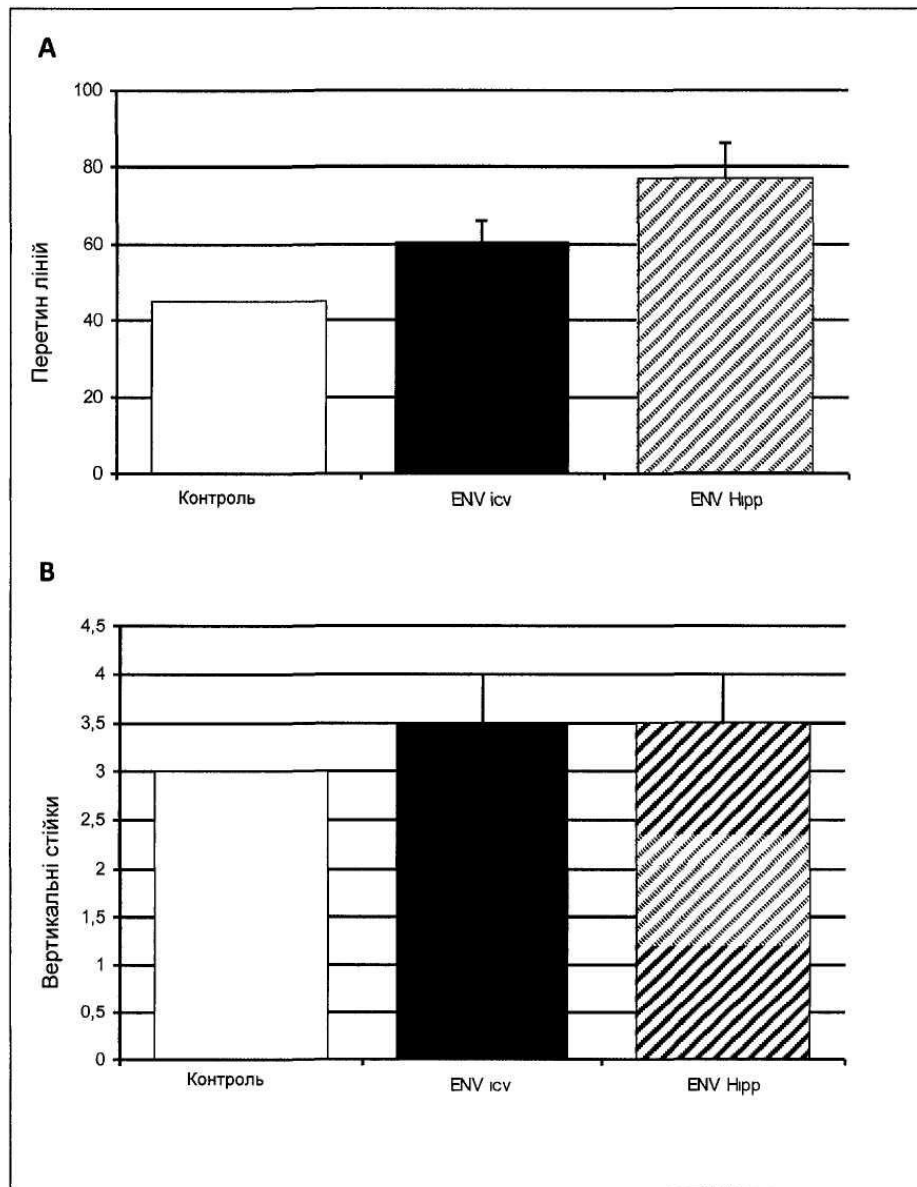 A
100
80
60
40
20
0
Перетин ліній
Контроль ENV icv ENV Hipp
B
4,5
4
3,5
3
2,5
2
1,5
1
0,5
0
Вертикальні стійки
Контроль ENV icv ENV Hipp